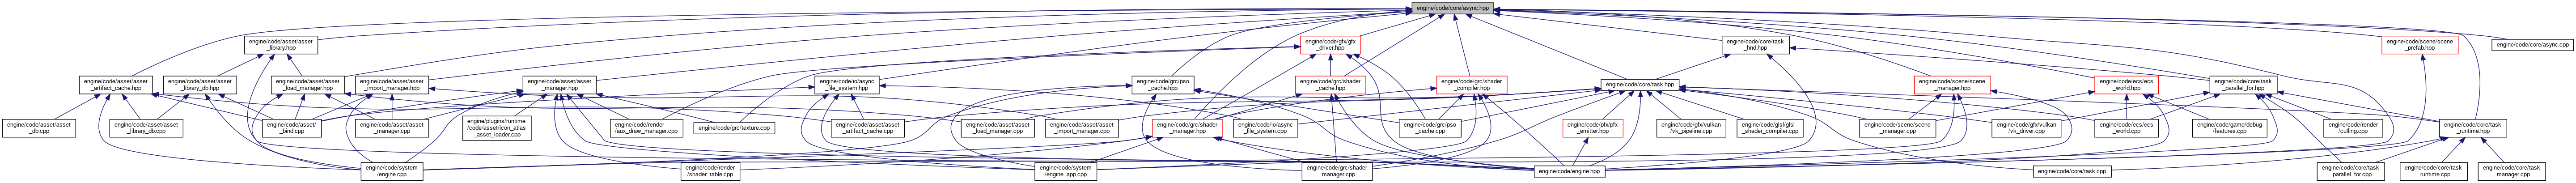 engine/code/core/async.hpp
engine/code/asset/asset
_library.hpp
engine/code/gfx/gfx
_driver.hpp
engine/code/core/task
_hnd.hpp
engine/code/scene/scene
_prefab.hpp
engine/code/core/async.cpp
engine/code/asset/asset
_artifact_cache.hpp
engine/code/asset/asset
_library_db.hpp
engine/code/asset/asset
_load_manager.hpp
engine/code/asset/asset
_import_manager.hpp
engine/code/asset/asset
_manager.hpp
engine/code/io/async
_file_system.hpp
engine/code/grc/pso
_cache.hpp
engine/code/grc/shader
_cache.hpp
engine/code/grc/shader
_compiler.hpp
engine/code/core/task.hpp
engine/code/scene/scene
_manager.hpp
engine/code/ecs/ecs
_world.hpp
engine/code/core/task
_parallel_for.hpp
engine/code/asset/asset
_db.cpp
engine/code/asset/asset
_library_db.cpp
engine/code/asset/
_bind.cpp
engine/code/asset/asset
_manager.cpp
engine/plugins/runtime
/code/asset/icon_atlas
_asset_loader.cpp
engine/code/render
/aux_draw_manager.cpp
engine/code/grc/texture.cpp
engine/code/asset/asset
_artifact_cache.cpp
engine/code/asset/asset
_load_manager.cpp
engine/code/asset/asset
_import_manager.cpp
engine/code/grc/shader
_manager.hpp
engine/code/io/async
_file_system.cpp
engine/code/grc/pso
_cache.cpp
engine/code/gfx/gfx
_emitter.hpp
engine/code/gfx/vulkan
/vk_pipeline.cpp
engine/code/glsl/glsl
_shader_compiler.cpp
engine/code/scene/scene
_manager.cpp
engine/code/gfx/vulkan
/vk_driver.cpp
engine/code/ecs/ecs
_world.cpp
engine/code/game/debug
/features.cpp
engine/code/render
/culling.cpp
engine/code/core/task
_runtime.hpp
engine/code/system
/engine.cpp
engine/code/render
/shader_table.cpp
engine/code/system
/engine_app.cpp
engine/code/grc/shader
_manager.cpp
engine/code/engine.hpp
engine/code/core/task.cpp
engine/code/core/task
_parallel_for.cpp
engine/code/core/task
_runtime.cpp
engine/code/core/task
_manager.cpp